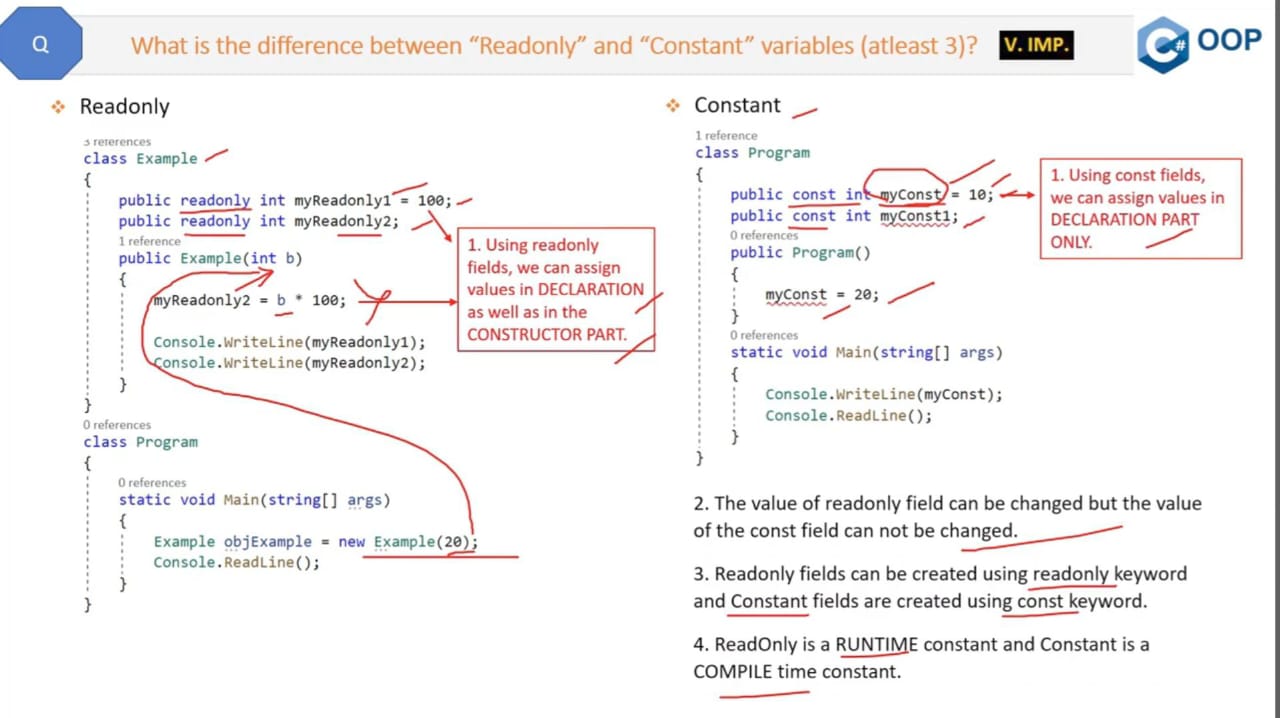 Q
What is the difference between “Readonly” and “Constant” variables (atleast 3)?
V. IMP.
C#
OOP
❖ Readonly
3 references
class Example
{
public readonly int myReadonly1 = 100;
public readonly int myReadonly2;
1 reference
public Example(int b)
{
myReadonly2 = b * 100;
Console.WriteLine(myReadonly1);
Console.WriteLine(myReadonly2);
}
}
0 references
class Program
{
0 references
static void Main(string[] args)
{
Example objExample = new Example(20);
Console.ReadLine();
}
}
1. Using readonly
fields, we can assign
values in DECLARATION
as well as in the
CONSTRUCTOR PART.
❖ Constant
1 reference
class Program
{
public const int myConst = 10;
public const int myConst1;
0 references
public Program()
{
myConst = 20;
}
0 references
static void Main(string[] args)
{
Console.WriteLine(myConst);
Console.ReadLine();
}
}
1. Using const fields,
we can assign values in
DECLARATION PART
ONLY.
2. The value of readonly field can be changed but the value
of the const field can not be changed.
3. Readonly fields can be created using readonly keyword
and Constant fields are created using const keyword.
4. ReadOnly is a RUNTIME constant and Constant is a
COMPILE time constant.